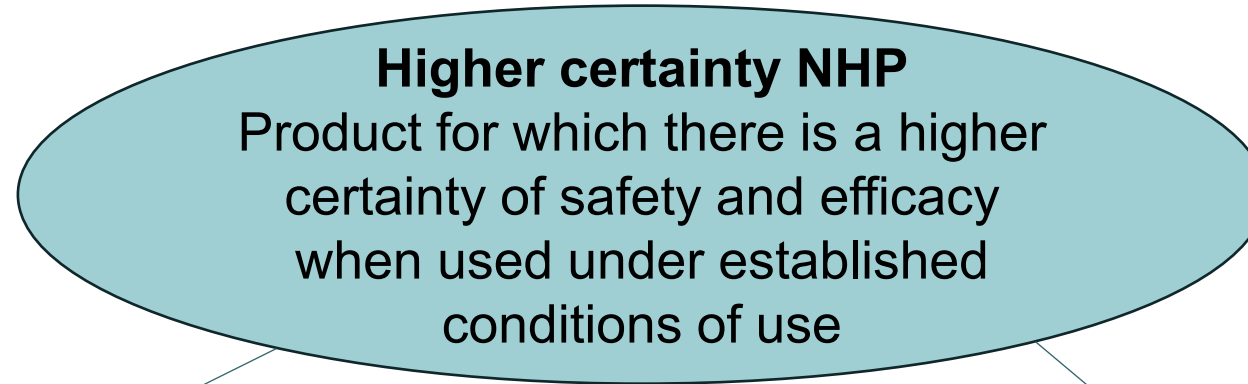 Higher certainty NHP
Product for which there is a higher
certainty of safety and efficacy
when used under established
conditions of use